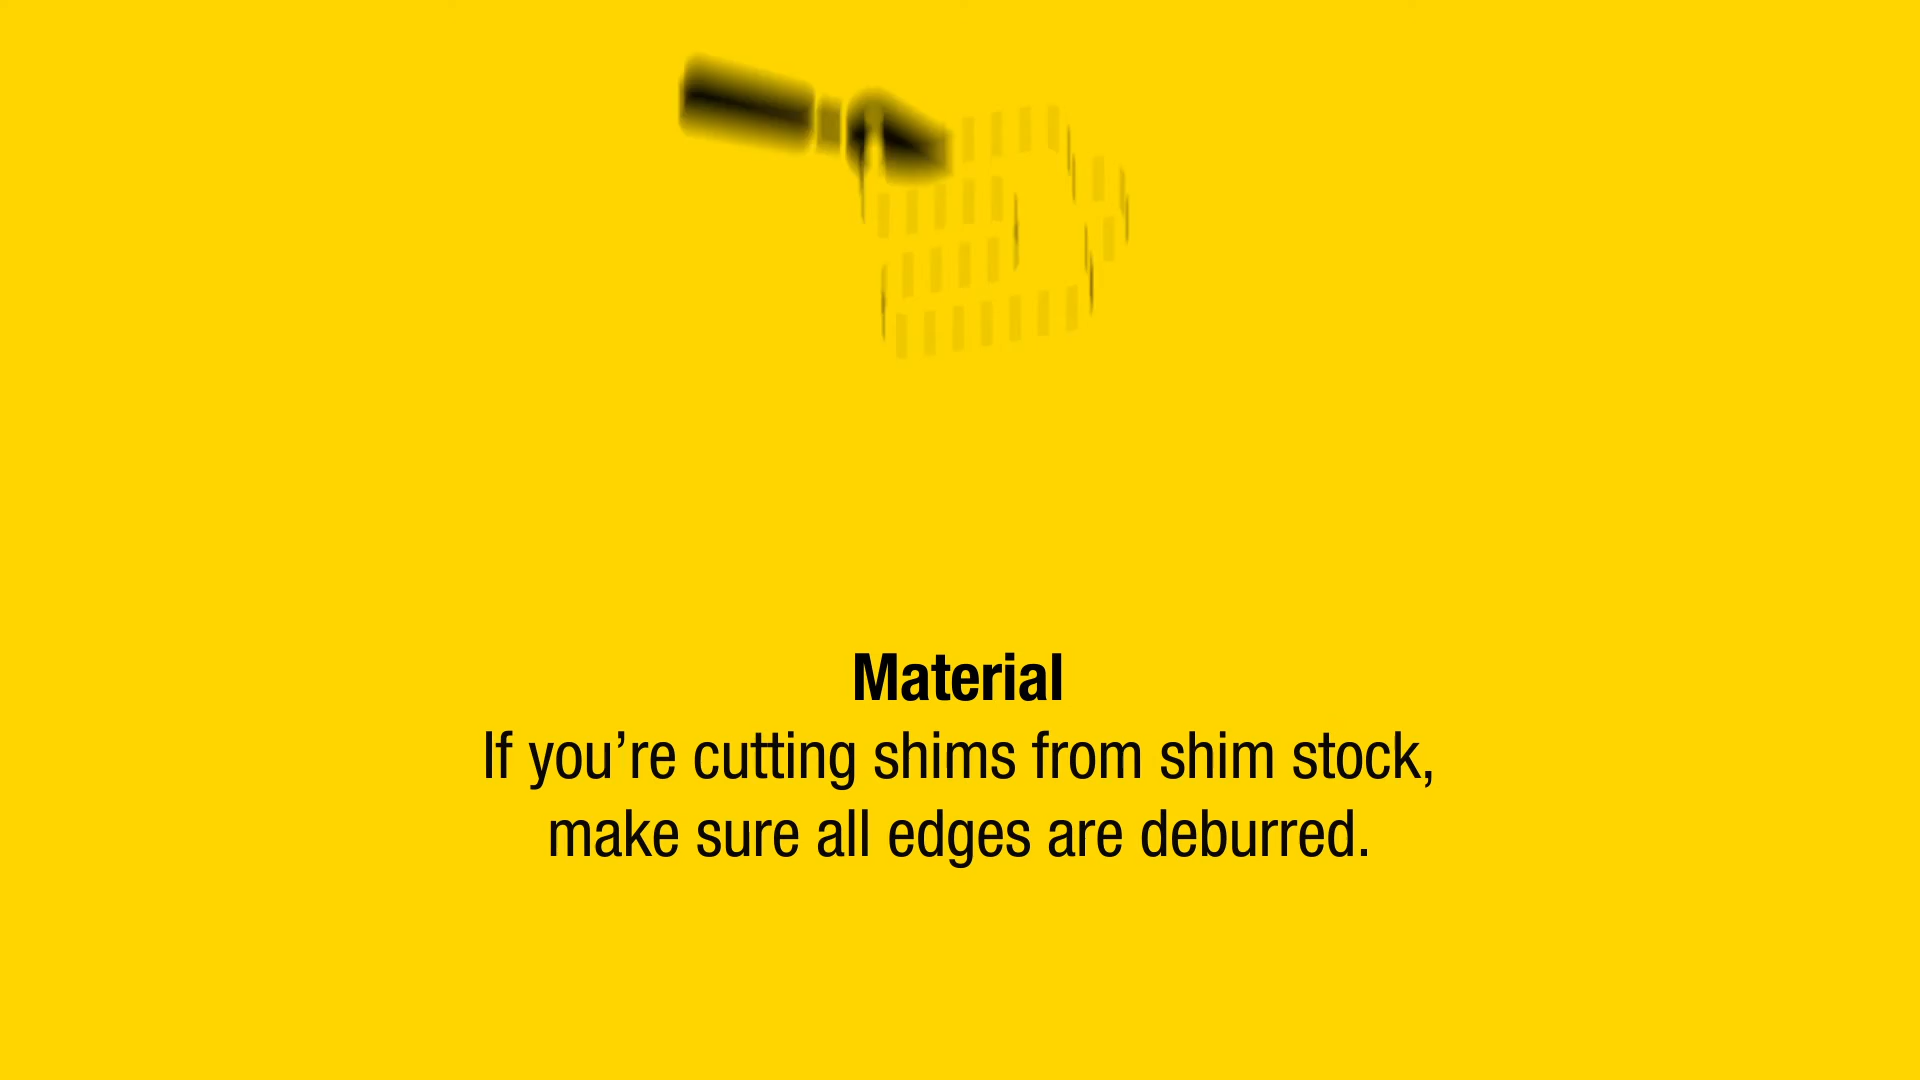 Material
If you’re cutting shims from shim stock,
make sure all edges are deburred.